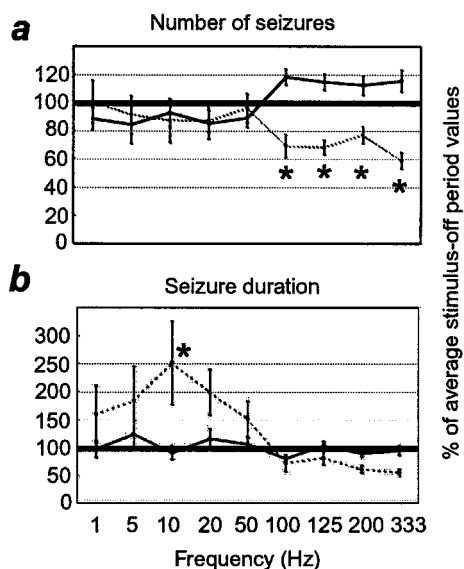 a
Number of seizures
120
100
80
60
40
20
0
* * * *
b
Seizure duration
300
250
200
150
100
50
0
*
1 5 10 20 50 100 125 200 333
Frequency (Hz)
% of average stimulus-off period values